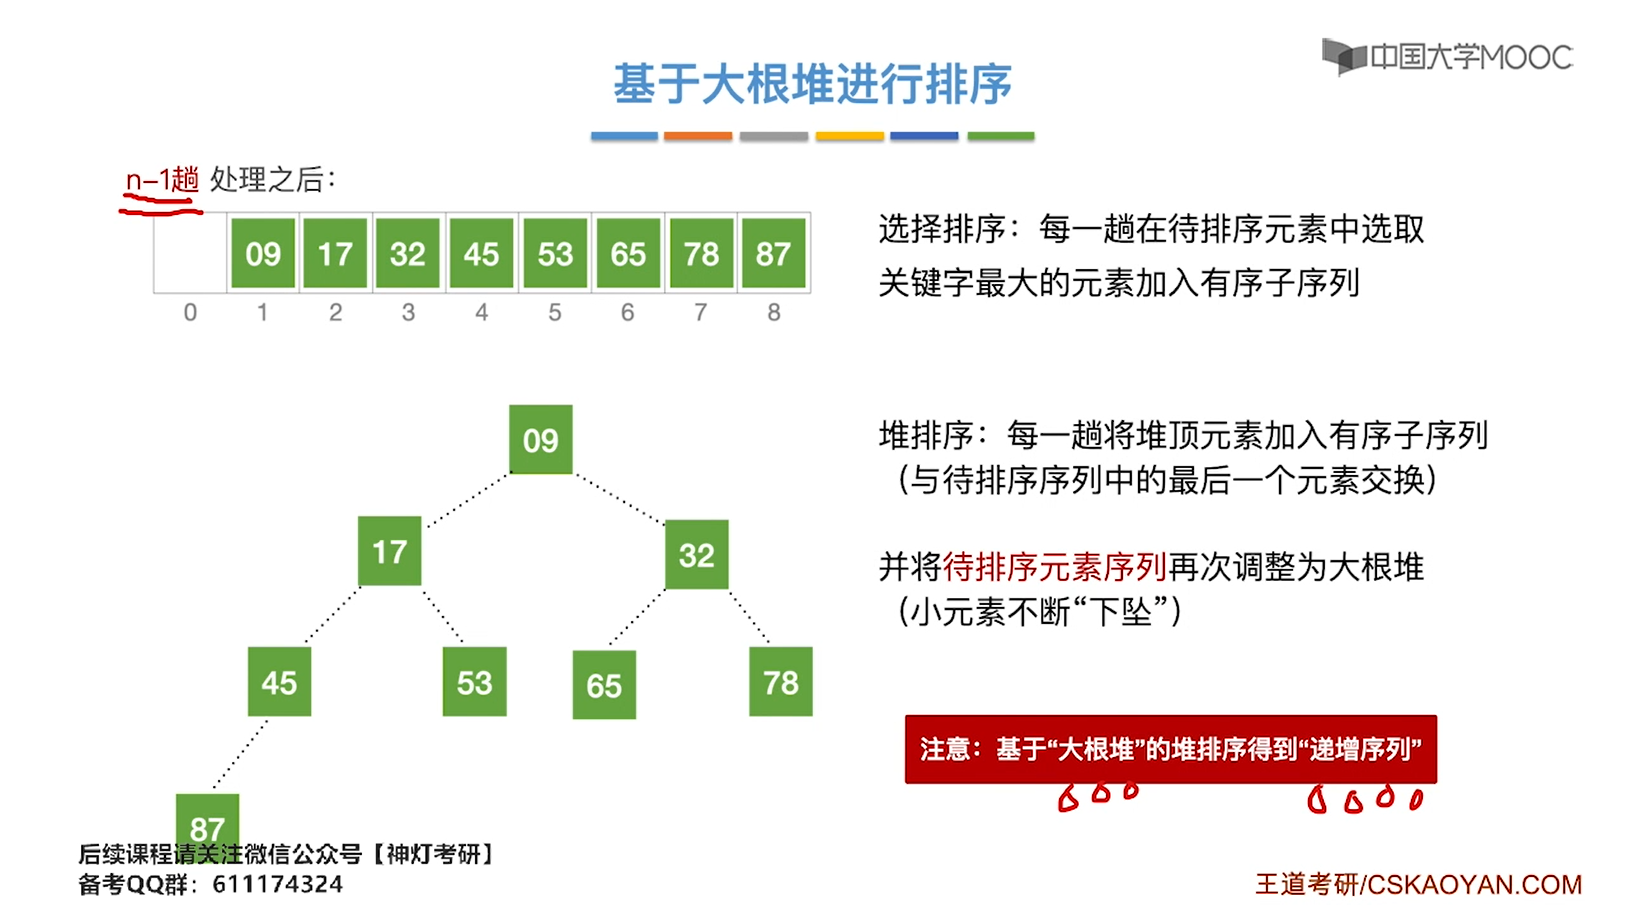 中国大学MOOC
基于大根堆进行排序
n-1趟 处理之后：
09 17 32 45 53 65 78 87
0 1 2 3 4 5 6 7 8
选择排序：每一趟在待排序元素中选取
关键字最大的元素加入有序子序列
09
17 32
45 53 65 78
87
堆排序：每一趟将堆顶元素加入有序子序列
（与待排序序列中的最后一个元素交换）
并将待排序元素序列再次调整为大根堆
（小元素不断“下坠”）
注意：基于“大根堆”的堆排序得到“递增序列”
后续课程请关注微信公众号【神灯考研】
备考QQ群：611174324
王道考研/CSKAOYAN.COM